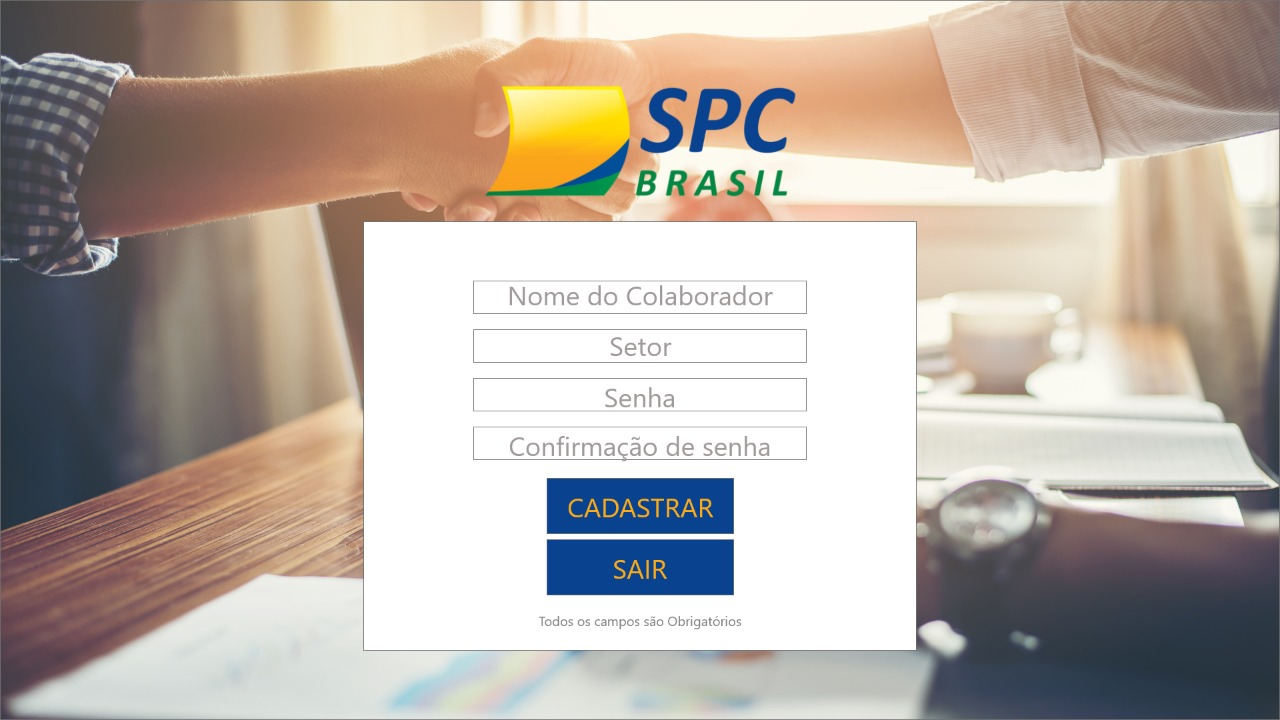 SPC
BRASIL
Nome do Colaborador
Setor
Senha
Confirmação de senha
CADASTRAR
SAIR
Todos os campos são Obrigatórios